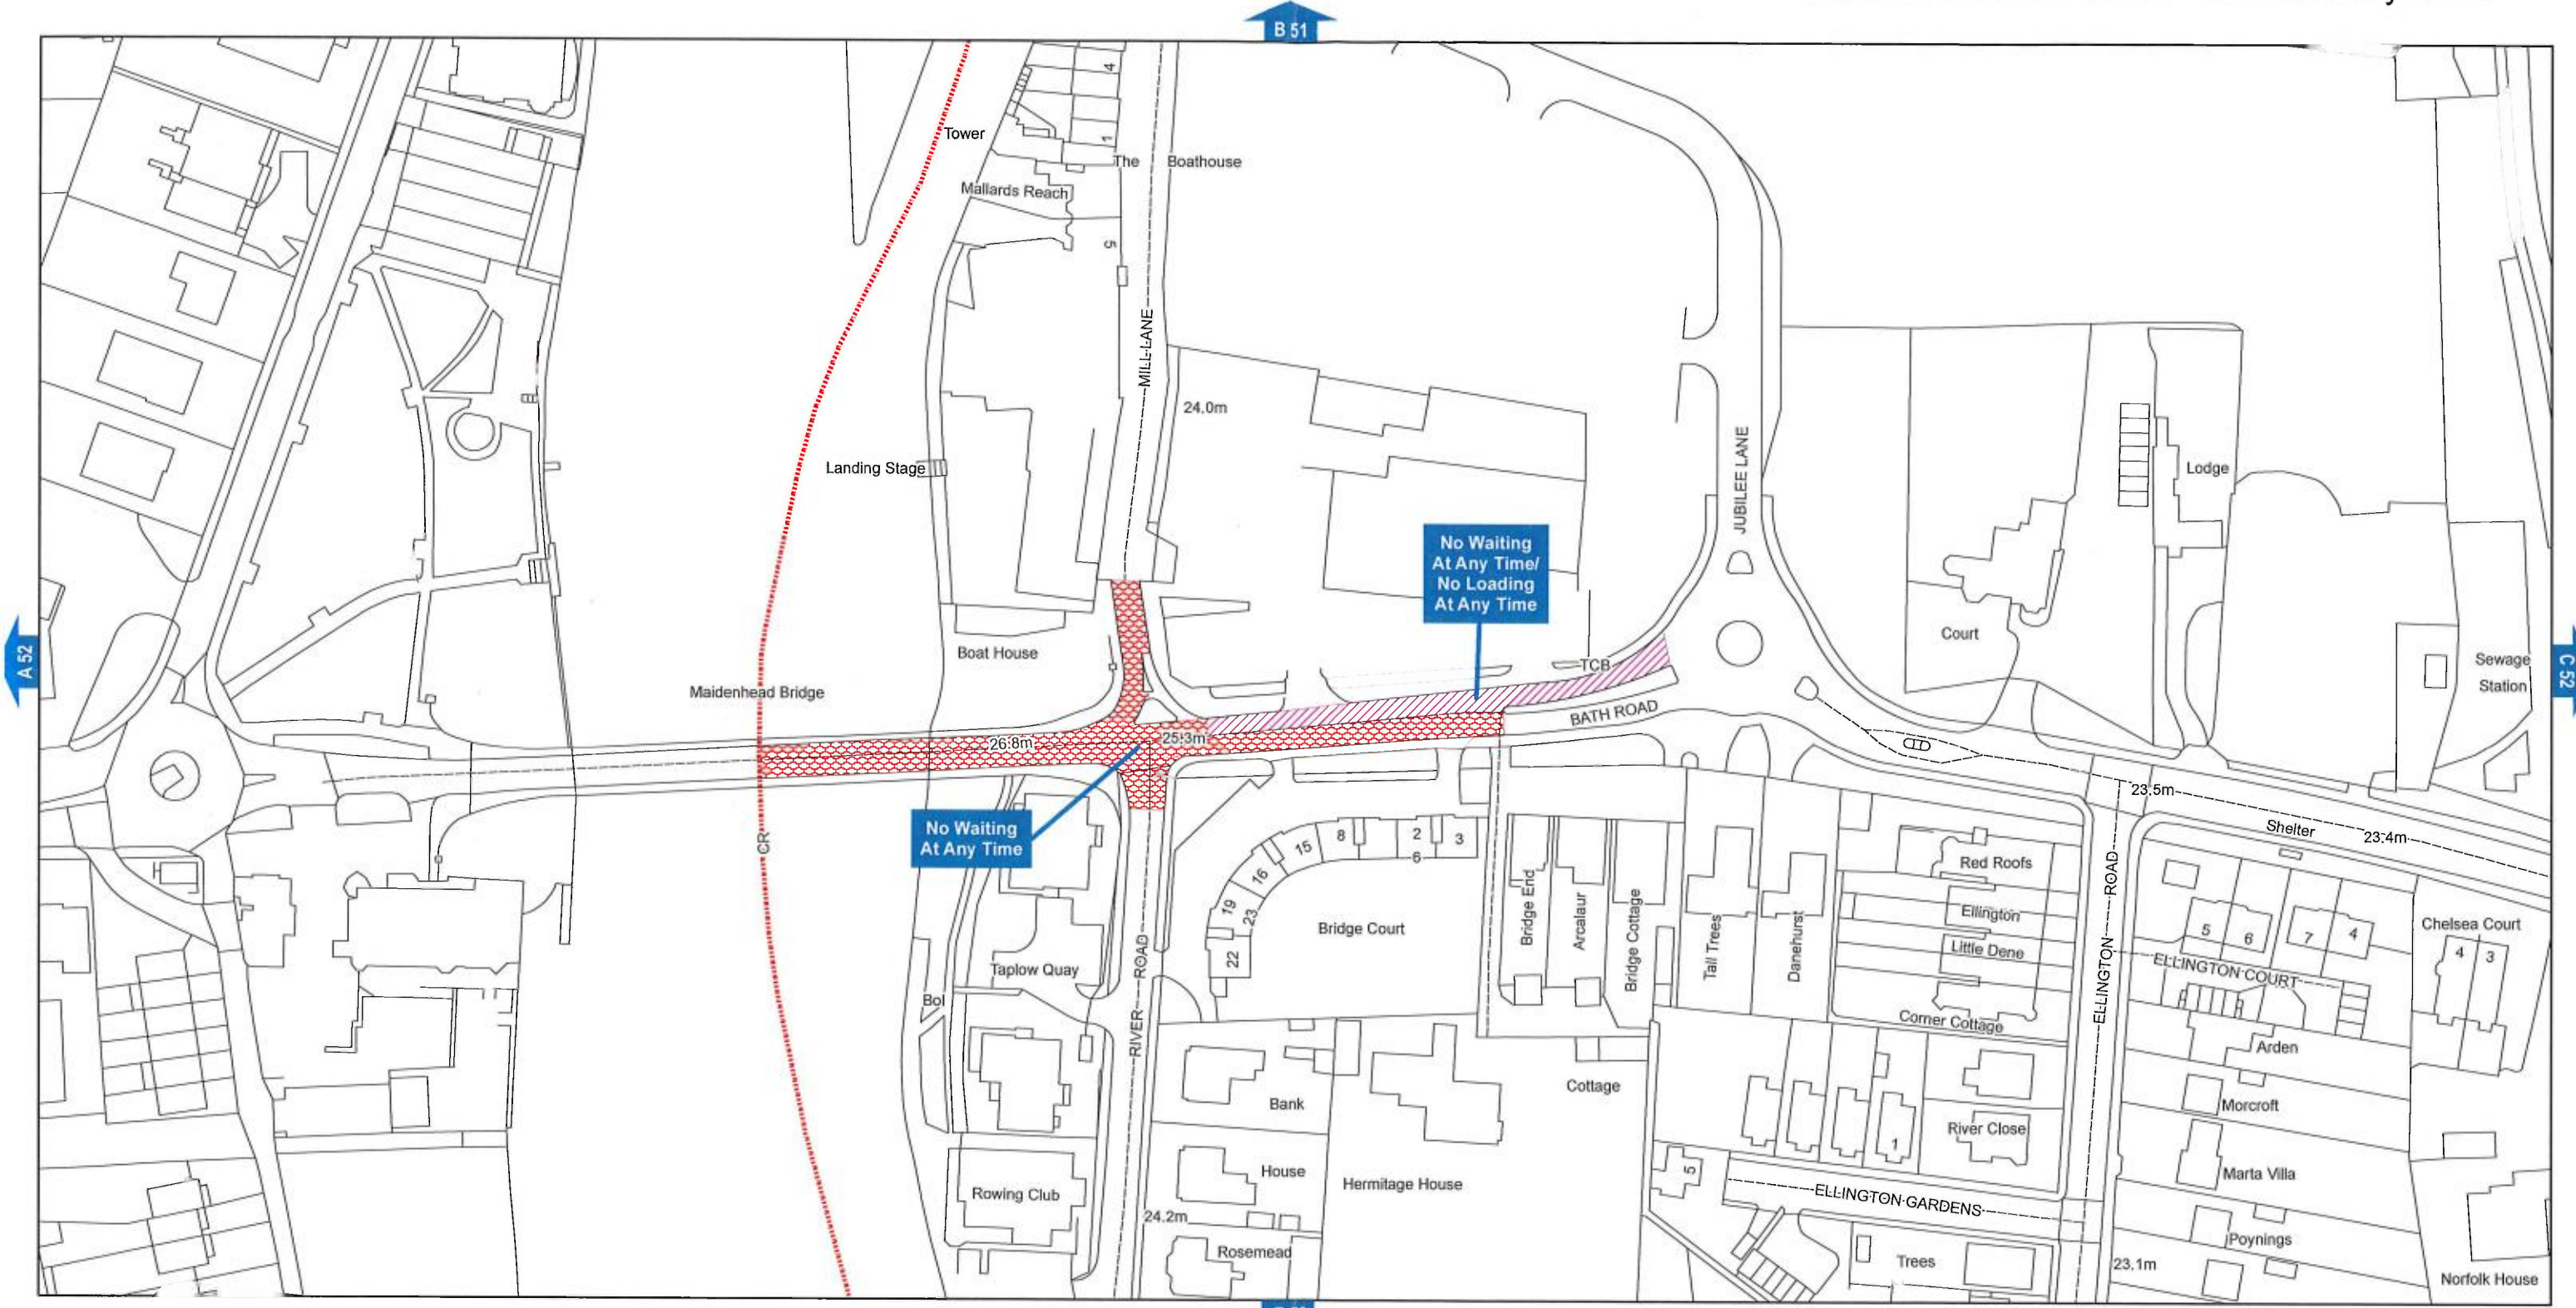 B 51
4
1
Tower
The Boathouse
Mallards Reach
5
MILL LANE
24.0m
Landing Stage
JUBILEE LANE
Lodge
No Waiting
At Any Time/
No Loading
At Any Time
Court
Boat House
A 52
TCB
Sewage
Station
C 52
Maidenhead Bridge
BATH ROAD
26.8m
25.3m
23.5m
Shelter
23.4m
No Waiting
At Any Time
CR
15
8
2
3
6
16
19
23
22
Bridge Court
Bridge End
Arcalaur
Bridge Cottage
Tall Trees
Danehurst
Red Roofs
Ellington
Little Dene
Corner Cottage
ELLINGTON ROAD
5
6
7
4
Chelsea Court
4
3
ELLINGTON COURT
Taplow Quay
Bol
RIVER ROAD
Arden
Cottage
Bank
Morcroft
1
River Close
House
Hermitage House
5
Marta Villa
Rowing Club
ELLINGTON GARDENS
24.2m
Rosemead
Trees
Poynings
23.1m
Norfolk House